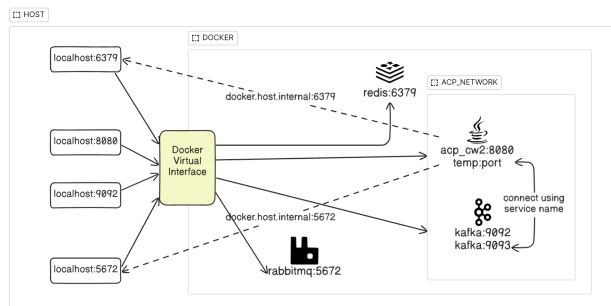 HOST
DOCKER
localhost:6379
redis:6379
ACP_NETWORK
docker.host.internal:6379
localhost:8080
Docker
Virtual
Interface
acp_cw2:8080
temp:port
localhost:9092
connect using
service name
docker.host.internal:5672
kafka:9092
kafka:9093
localhost:5672
rabbitmq:5672